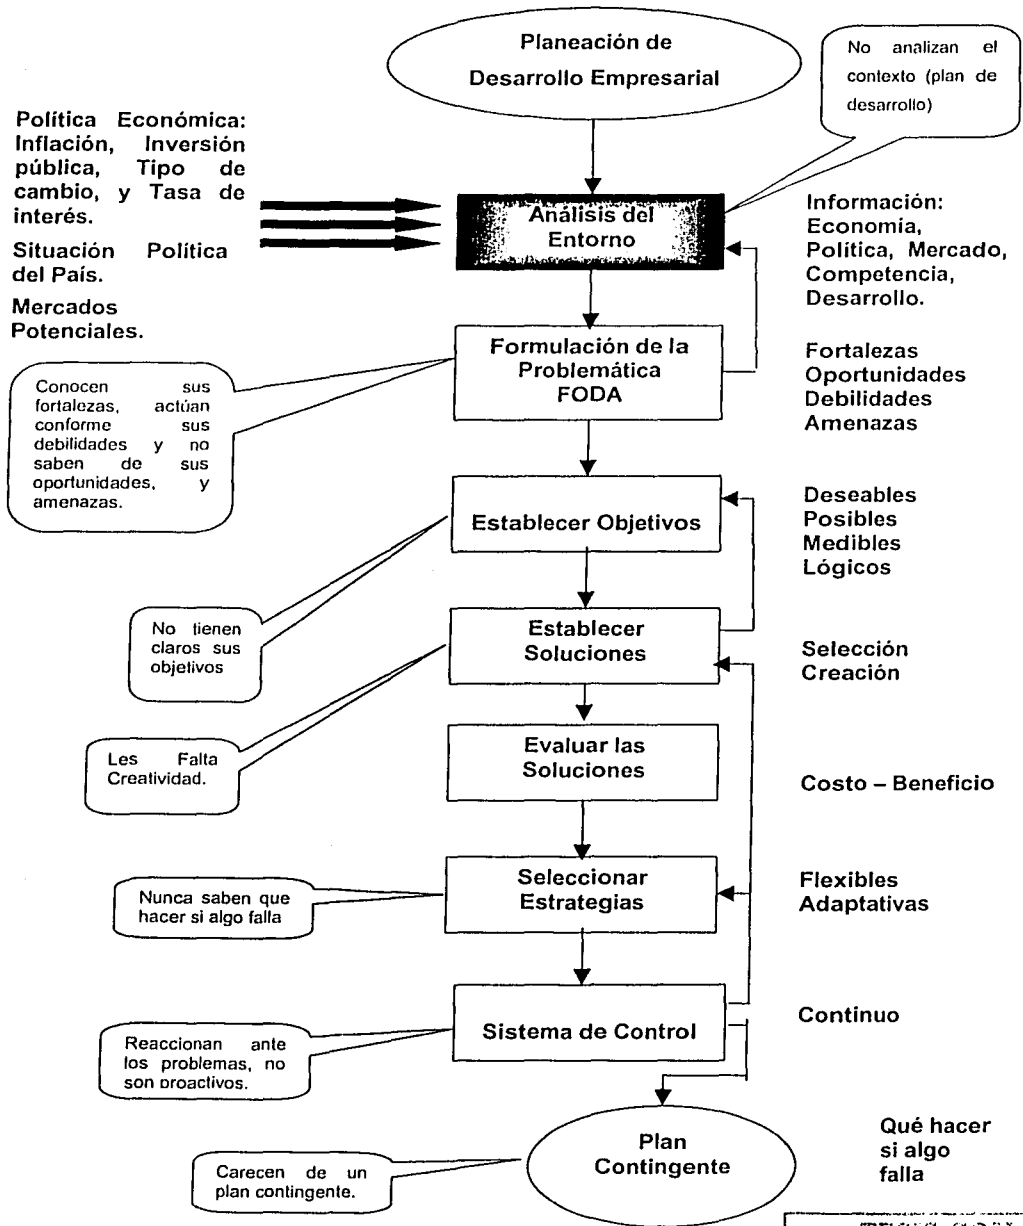 Planeación de
Desarrollo Empresarial
No analizan el
contexto (plan de
desarrollo)
Política Económica:
Inflación, Inversión
pública, Tipo de
cambio, y Tasa de
interés.
Situación Política
del País.
Mercados
Potenciales.
Análisis del
Entorno
Información:
Economía,
Política, Mercado,
Competencia,
Desarrollo.
Formulación de la
Problemática
FODA
Fortalezas
Oportunidades
Debilidades
Amenazas
Conocen sus
fortalezas, actúan
conforme sus
debilidades y no
saben de sus
oportunidades, y
amenazas.
Establecer Objetivos
Deseables
Posibles
Medibles
Lógicos
No tienen
claros sus
objetivos
Establecer
Soluciones
Selección
Creación
Les Falta
Creatividad.
Evaluar las
Soluciones
Costo – Beneficio
Seleccionar
Estrategias
Flexibles
Adaptativas
Nunca saben que
hacer si algo falla
Sistema de Control
Continuo
Reaccionan ante
los problemas, no
son proactivos.
Plan
Contingente
Qué hacer
si algo
falla
Carecen de un
plan contingente.